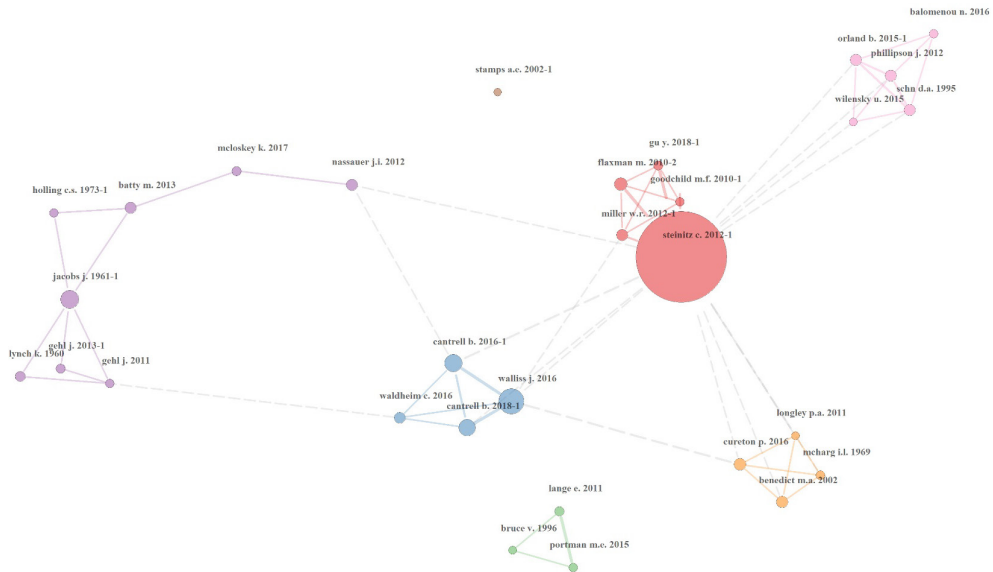 balomenou n. 2016
orland b. 2015-1
phillipson j. 2012
stamps a.e. 2002-1
schn d.a. 1995
wilensky u. 2015
gu y. 2018-1
mcloskey k. 2017
nassauer j.i. 2012
flaxman m. 2010-2
goodchild m.f. 2010-1
holling c.s. 1973-1
batty m. 2013
miller w.r. 2012-1
steinitz c. 2012-1
jacobs j. 1961-1
cantrell b. 2016-1
gehl j. 2013-1
lynch k. 1960
gehl j. 2011
walliss j. 2016
waldheim c. 2016
cantrell b. 2018-1
longley p.a. 2011
cureton p. 2016
mcharg i.l. 1969
benedict m.a. 2002
lange e. 2011
bruce v. 1996
portman m.e. 2015